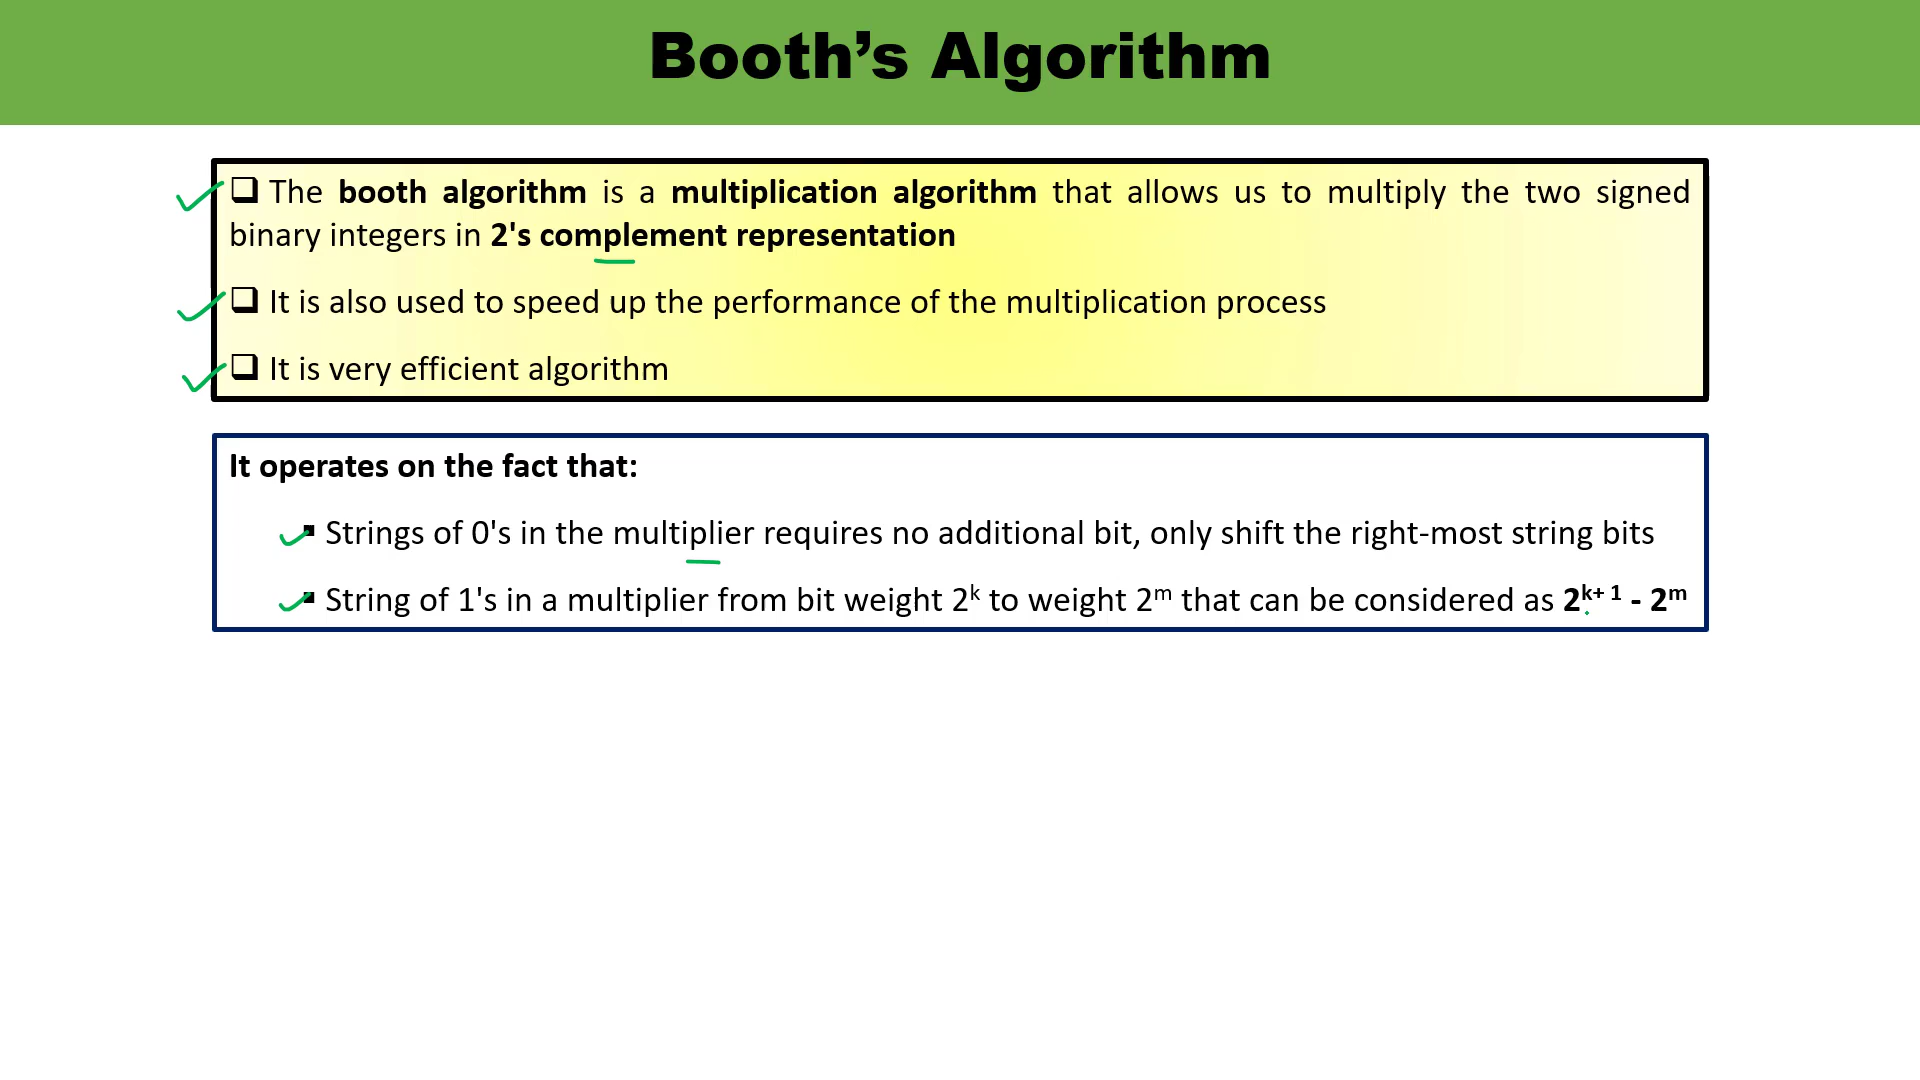 Booth’s Algorithm
The booth algorithm is a multiplication algorithm that allows us to multiply the two signed
binary integers in 2's complement representation
It is also used to speed up the performance of the multiplication process
It is very efficient algorithm
It operates on the fact that:
Strings of 0's in the multiplier requires no additional bit, only shift the right-most string bits
String of 1's in a multiplier from bit weight 2ᵏ to weight 2ᵐ that can be considered as 2ᵏ⁺ ¹ - 2ᵐ